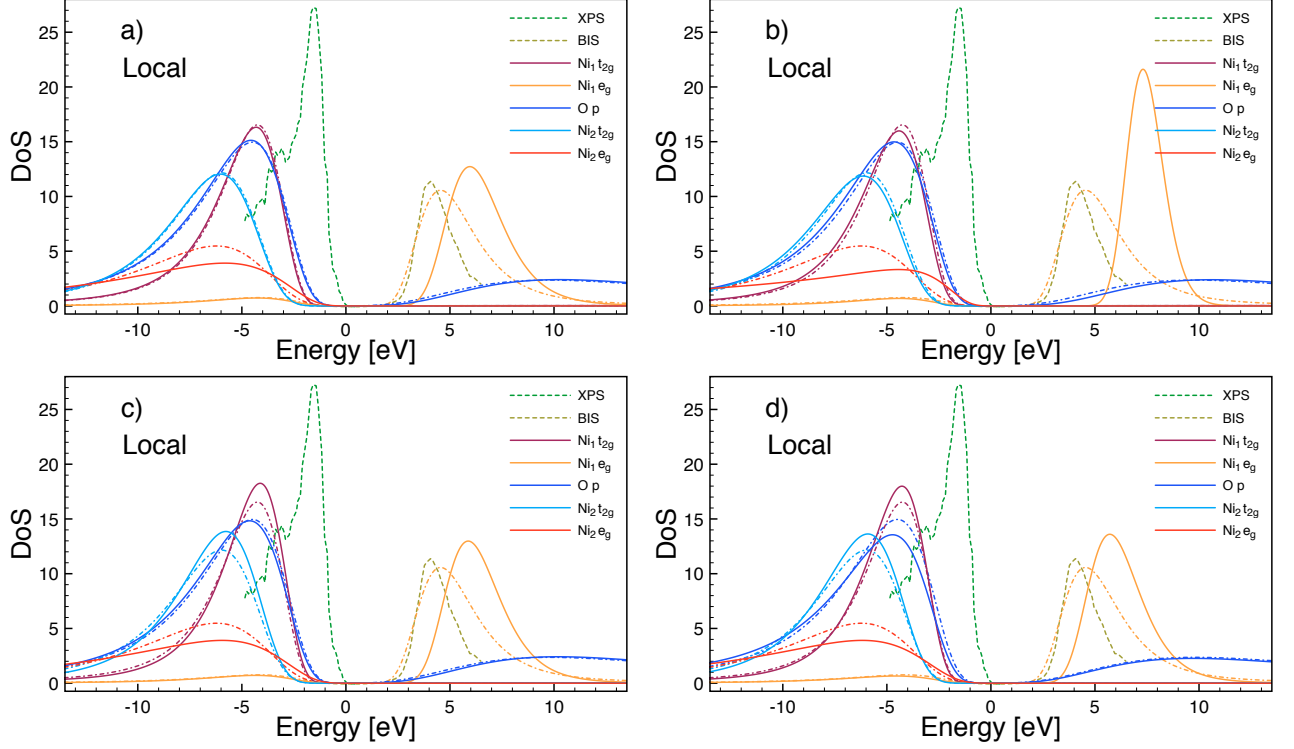 a)
Local
DoS
25
20
15
10
5
0
XPS
BIS
Ni1 t2g
Ni1 eg
O p
Ni2 t2g
Ni2 eg
-10 -5 0 5 10
Energy [eV]
b)
Local
DoS
25
20
15
10
5
0
XPS
BIS
Ni1 t2g
Ni1 eg
O p
Ni2 t2g
Ni2 eg
-10 -5 0 5 10
Energy [eV]
c)
Local
DoS
25
20
15
10
5
0
XPS
BIS
Ni1 t2g
Ni1 eg
O p
Ni2 t2g
Ni2 eg
-10 -5 0 5 10
Energy [eV]
d)
Local
DoS
25
20
15
10
5
0
XPS
BIS
Ni1 t2g
Ni1 eg
O p
Ni2 t2g
Ni2 eg
-10 -5 0 5 10
Energy [eV]